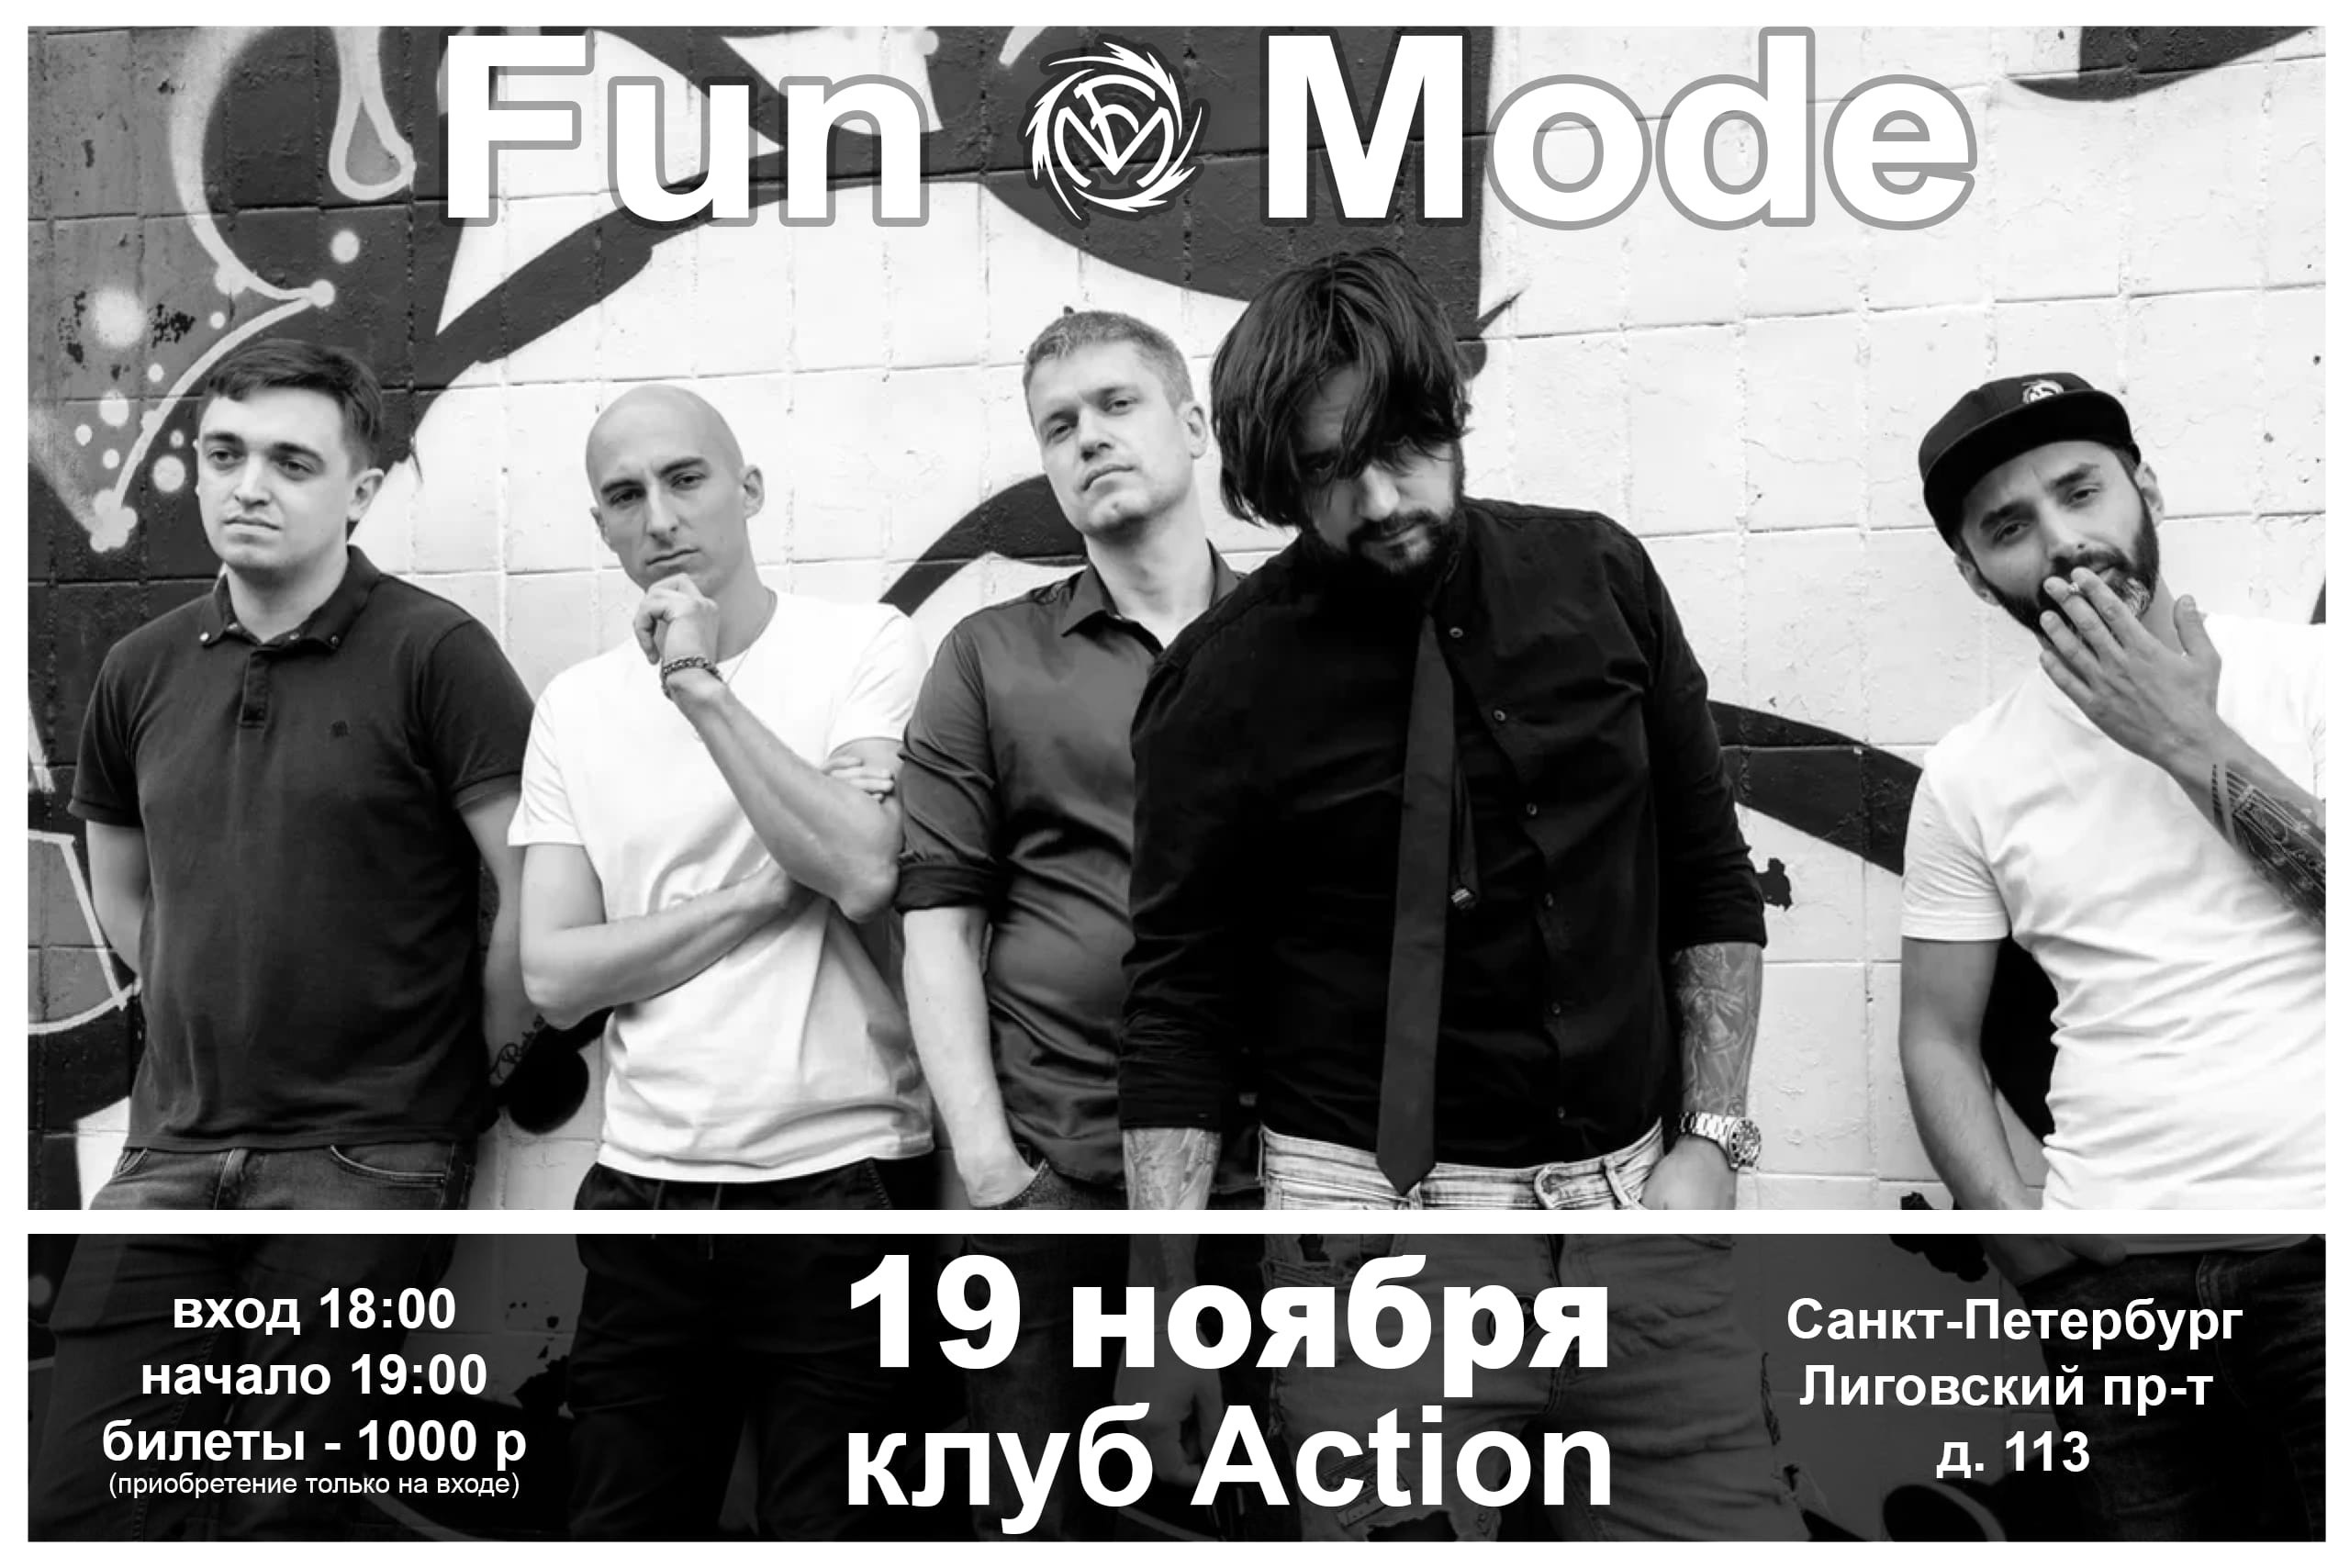 Fun Mode
вход 18:00
начало 19:00
билеты - 1000 р
(приобретение только на входе)
19 ноября
клуб Action
Санкт-Петербург
Лиговский пр-т
д. 113